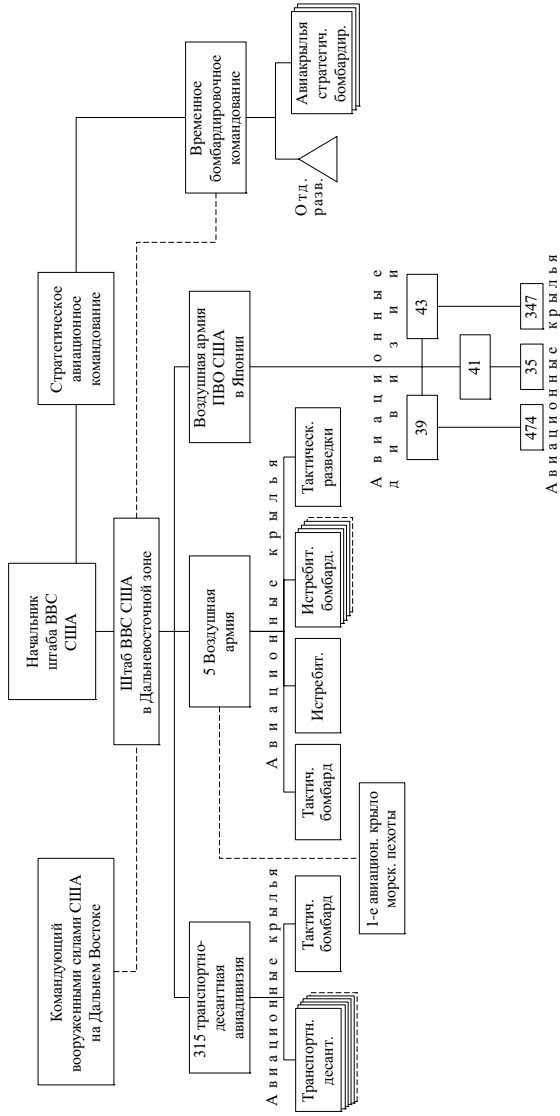 Начальник
штаба ВВС
США
Командующий
вооруженными силами США
на Дальнем Востоке
Стратегическое
авиационное
командование
Штаб ВВС США
в Дальневосточной зоне
Временное
бомбардировочное
командование
315 транспортно-
десантная
авиадивизия
5 Воздушная
армия
Воздушная армия
ПВО США
в Японии
Отд.
разв.
Авиакрылья
стратегич.
бомбардир.
Авиационные крылья
Транспортн.
десант.
Тактич.
бомбард
Авиационные крылья
Тактич.
бомбард
Истребит.
Истребит.
бомбард.
Тактическ.
разведки
1-е авиацион. крыло
морск. пехоты
Авиационные
дивизии
39
41
43
474
35
347
Авиационные крылья